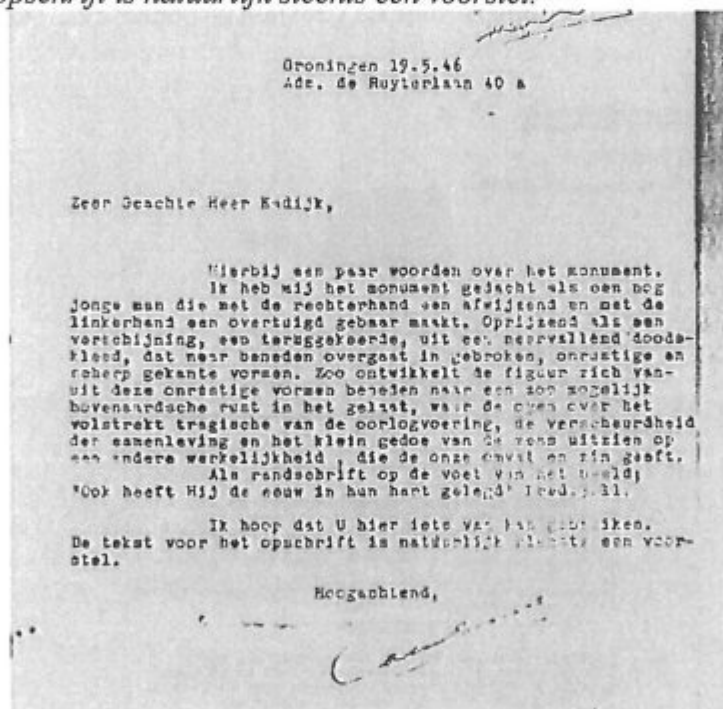 opschrift is natuurlijk slechts een voorstel.
Groningen 19.5.46
Adm. de Ruyterlaan 40 a
Zeer Geachte Heer Kadijk,
Hierbij een paar woorden over het monument.
Ik heb mij het monument gedacht als een nog
jonge man die met de rechterhand een afwijzend en met de
linkerhand een overtuigd gebaar maakt. Oprijzend als een
verschijning, een teruggekeerde, uit een neervallend doods-
kleed, dat naar beneden overgaat in gebroken, onrustige en
scherp gekante vormen. Zoo ontwikkelt de figuur zich van-
uit deze onrustige vormen beneden naar een zoo mogelijk
bovenaardsche rust in het gelaat, waar de oogen over het
volstrekt tragische van de oorlogvoering, de verscheurdheid
der samenleving en het klein gedoe van de mens uitzien op
een andere werkelijkheid, die de onze omvat en zin geeft.
Als randschrift op de voet van het beeld;
"Ook heeft Hij de eeuw in hun hart gelegd"
Ik hoop dat U hier iets van kan gebruiken.
De tekst voor het opschrift is natuurlijk slechts een voor-
stel.
Hoogachtend,